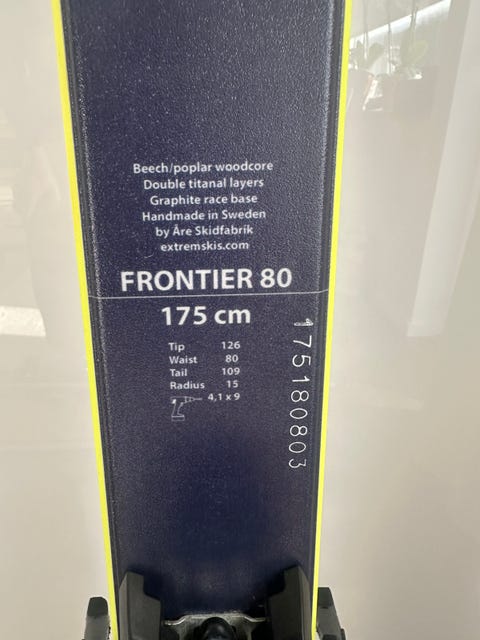 Beech/poplar woodcore
Double titanal layers
Graphite race base
Handmade in Sweden
by Åre Skidfabrik
extremskis.com
FRONTIER 80
175 cm
Tip 126
Waist 80
Tail 109
Radius 15
4,1 x 9
175180803